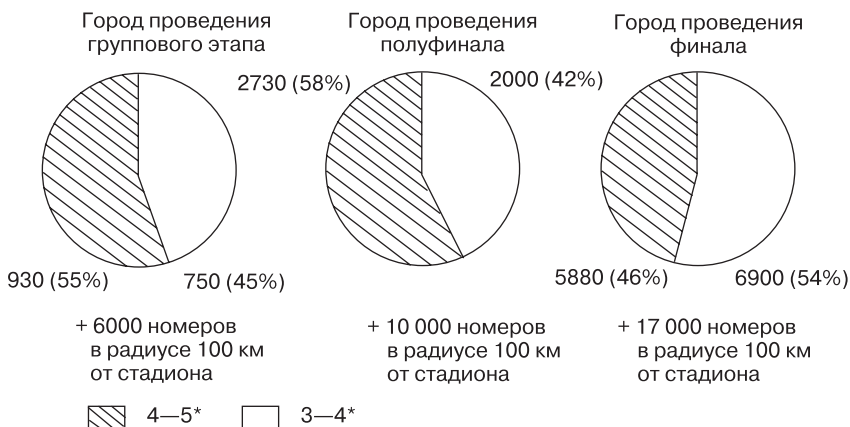 Город проведения
группового этапа
Город проведения
полуфинала
Город проведения
финала
2730 (58%)
2000 (42%)
930 (55%)
750 (45%)
5880 (46%)
6900 (54%)
+ 6000 номеров
в радиусе 100 км
от стадиона
+ 10 000 номеров
в радиусе 100 км
от стадиона
+ 17 000 номеров
в радиусе 100 км
от стадиона
4—5*
3—4*